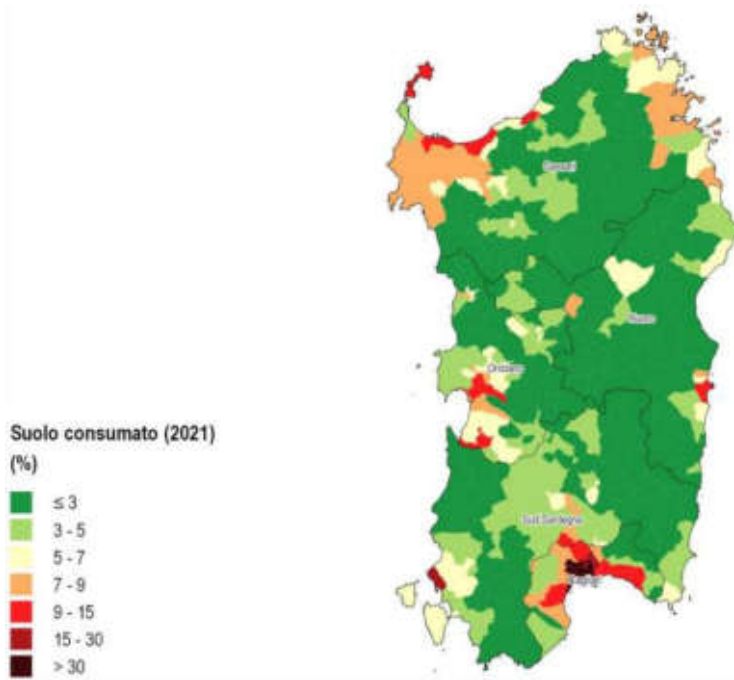 Sassari
Nuoro
Oristano
Suolo consumato (2021)
(%)
≤ 3
3 - 5
5 - 7
7 - 9
9 - 15
15 - 30
> 30
Sud Sardegna